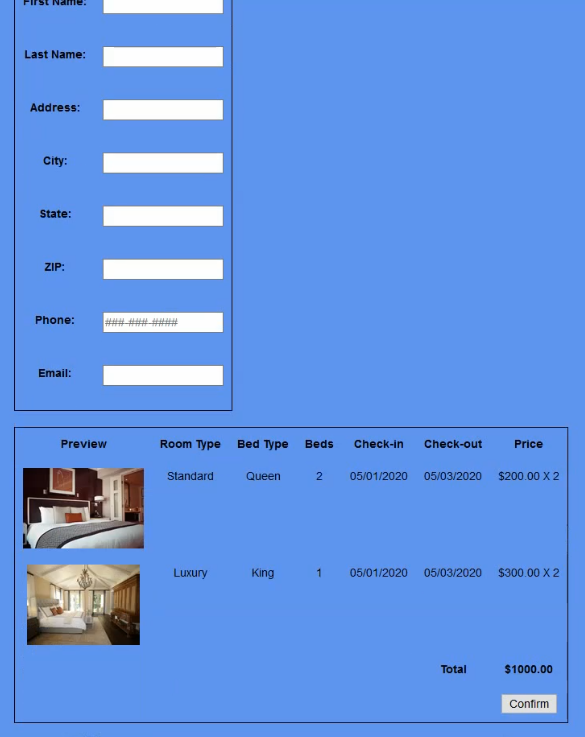 First Name:
Last Name:
Address:
City:
State:
ZIP:
Phone: ###-###-####
Email:
Preview Room Type Bed Type Beds Check-in Check-out Price
Standard Queen 2 05/01/2020 05/03/2020 $200.00 X 2
Luxury King 1 05/01/2020 05/03/2020 $300.00 X 2
Total $1000.00
Confirm